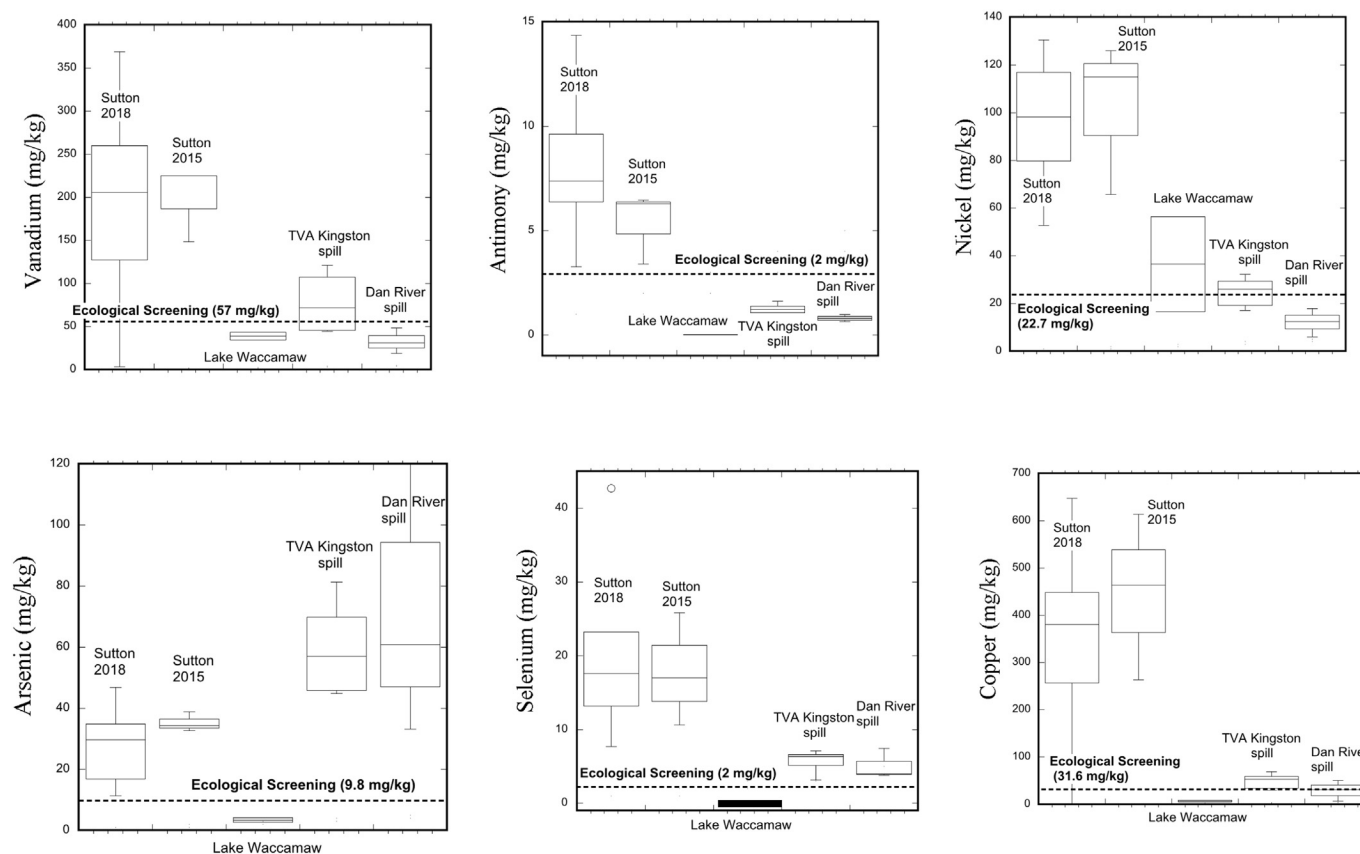 Vanadium (mg/kg)
400
350
300
250
200
150
100
50
0
Sutton
2018
Sutton
2015
TVA Kingston
spill
Dan River
spill
Ecological Screening (57 mg/kg)
Lake Waccamaw
Antimony (mg/kg)
15
10
5
0
Sutton
2018
Sutton
2015
Ecological Screening (2 mg/kg)
Lake Waccamaw
TVA Kingston
spill
Dan River
spill
Nickel (mg/kg)
140
120
100
80
60
40
20
0
Sutton
2018
Sutton
2015
Lake Waccamaw
TVA Kingston
spill
Dan River
spill
Ecological Screening
(22.7 mg/kg)
Arsenic (mg/kg)
120
100
80
60
40
20
0
Sutton
2018
Sutton
2015
TVA Kingston
spill
Dan River
spill
Ecological Screening (9.8 mg/kg)
Lake Waccamaw
Selenium (mg/kg)
40
30
20
10
0
Sutton
2018
Sutton
2015
TVA Kingston
spill
Dan River
spill
Ecological Screening (2 mg/kg)
Lake Waccamaw
Copper (mg/kg)
700
600
500
400
300
200
100
0
Sutton
2018
Sutton
2015
TVA Kingston
spill
Dan River
spill
Ecological Screening
(31.6 mg/kg)
Lake Waccamaw